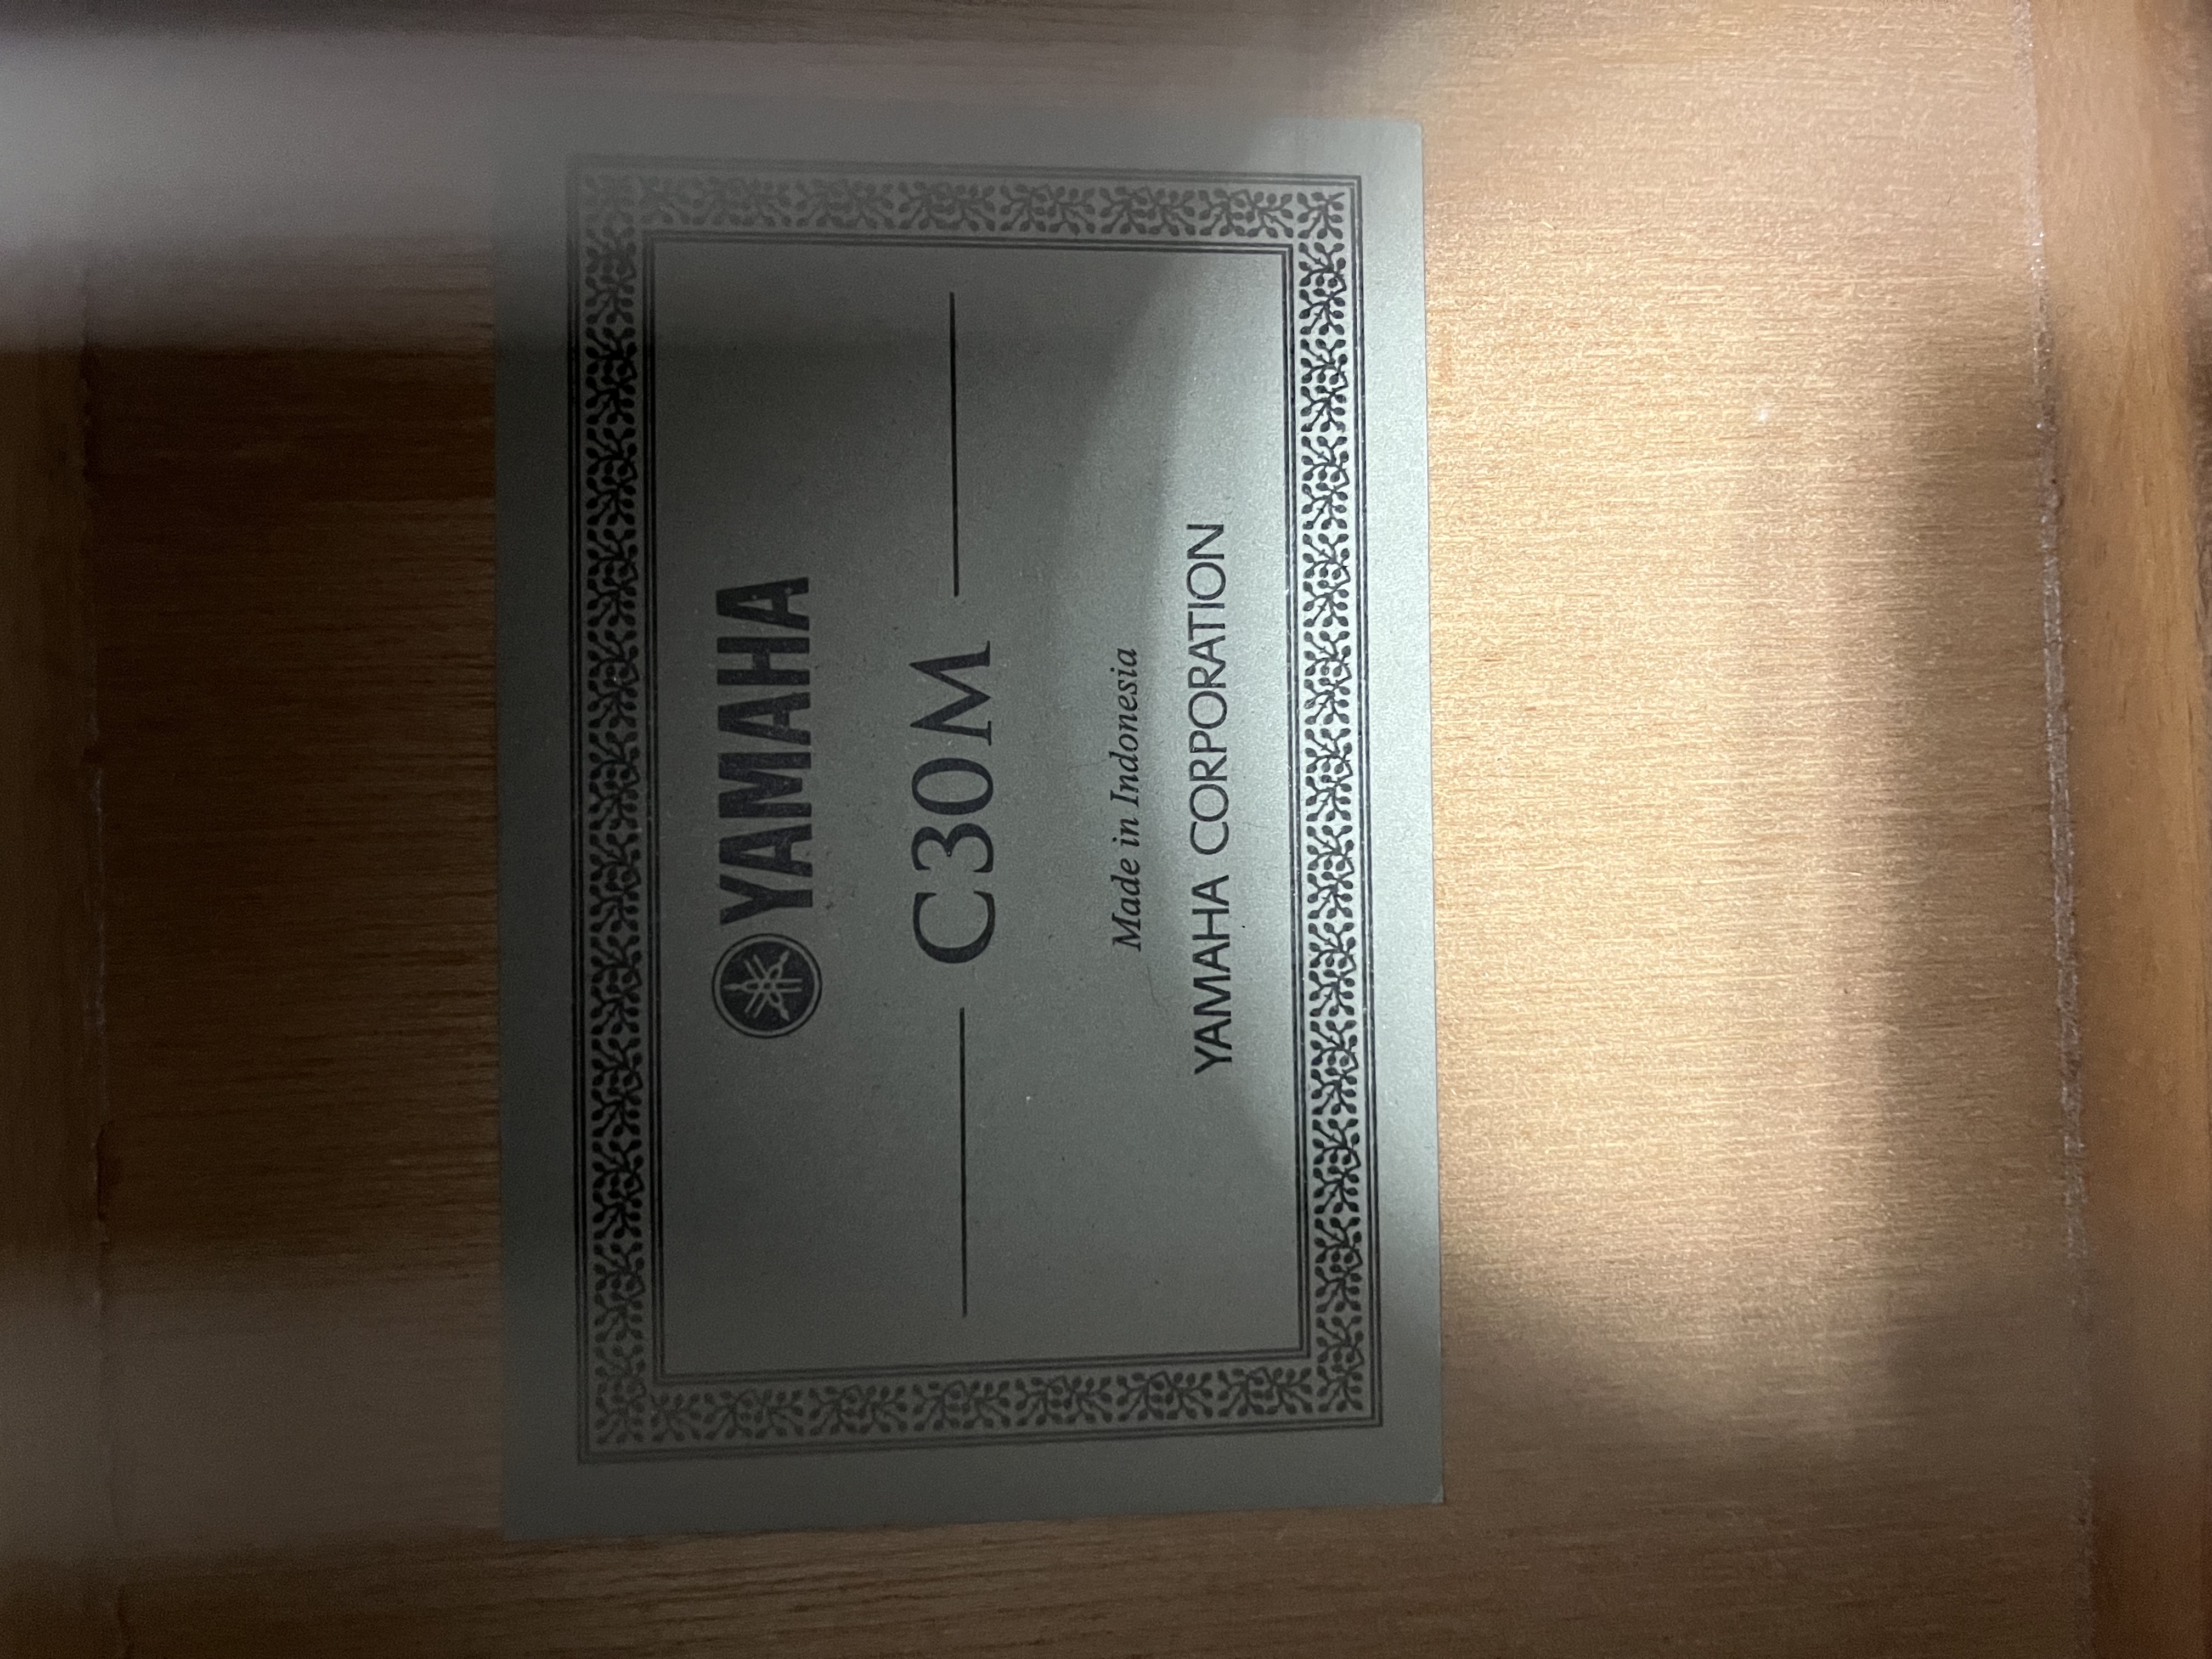 YAMAHA
C30M
Made in Indonesia
YAMAHA CORPORATION